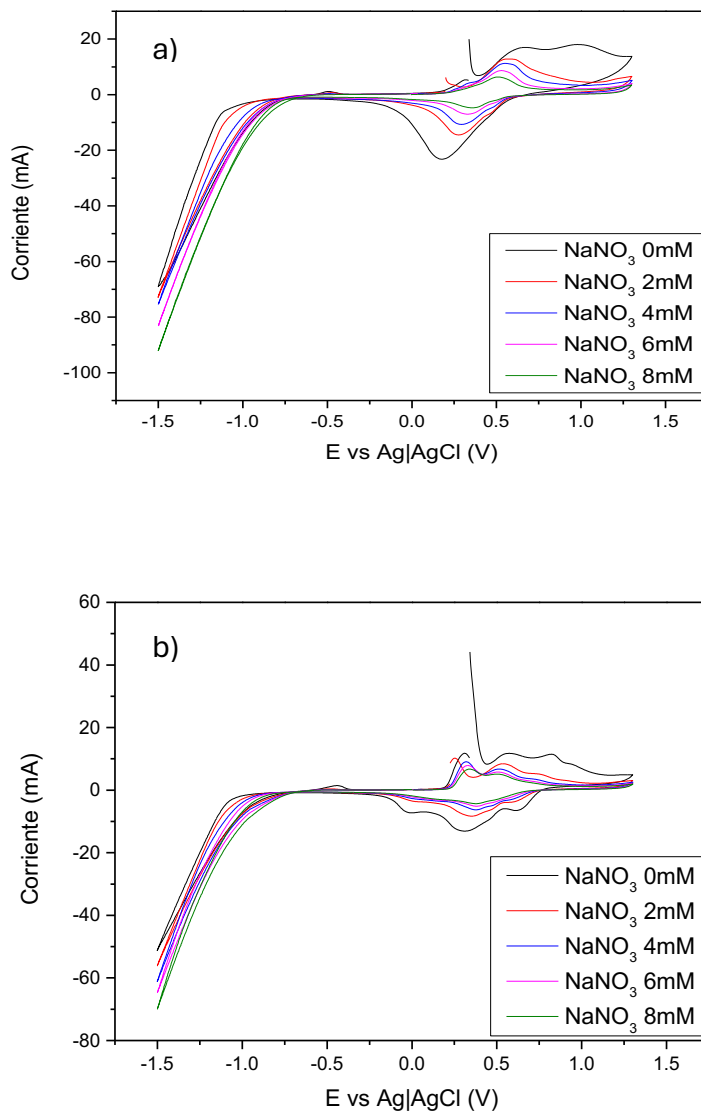 a)
20
0
-20
-40
-60
-80
-100
Corriente (mA)
NaNO3 0mM
NaNO3 2mM
NaNO3 4mM
NaNO3 6mM
NaNO3 8mM
-1.5 -1.0 -0.5 0.0 0.5 1.0 1.5
E vs Ag|AgCl (V)
b)
60
40
20
0
-20
-40
-60
-80
Corriente (mA)
NaNO3 0mM
NaNO3 2mM
NaNO3 4mM
NaNO3 6mM
NaNO3 8mM
-1.5 -1.0 -0.5 0.0 0.5 1.0 1.5
E vs Ag|AgCl (V)